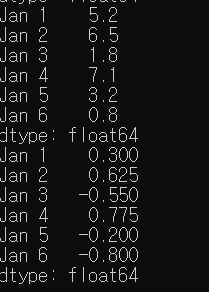 Jan 1 5.2
Jan 2 6.5
Jan 3 1.8
Jan 4 7.1
Jan 5 3.2
Jan 6 0.8
dtype: float64
Jan 1 0.300
Jan 2 0.625
Jan 3 -0.550
Jan 4 0.775
Jan 5 -0.200
Jan 6 -0.800
dtype: float64